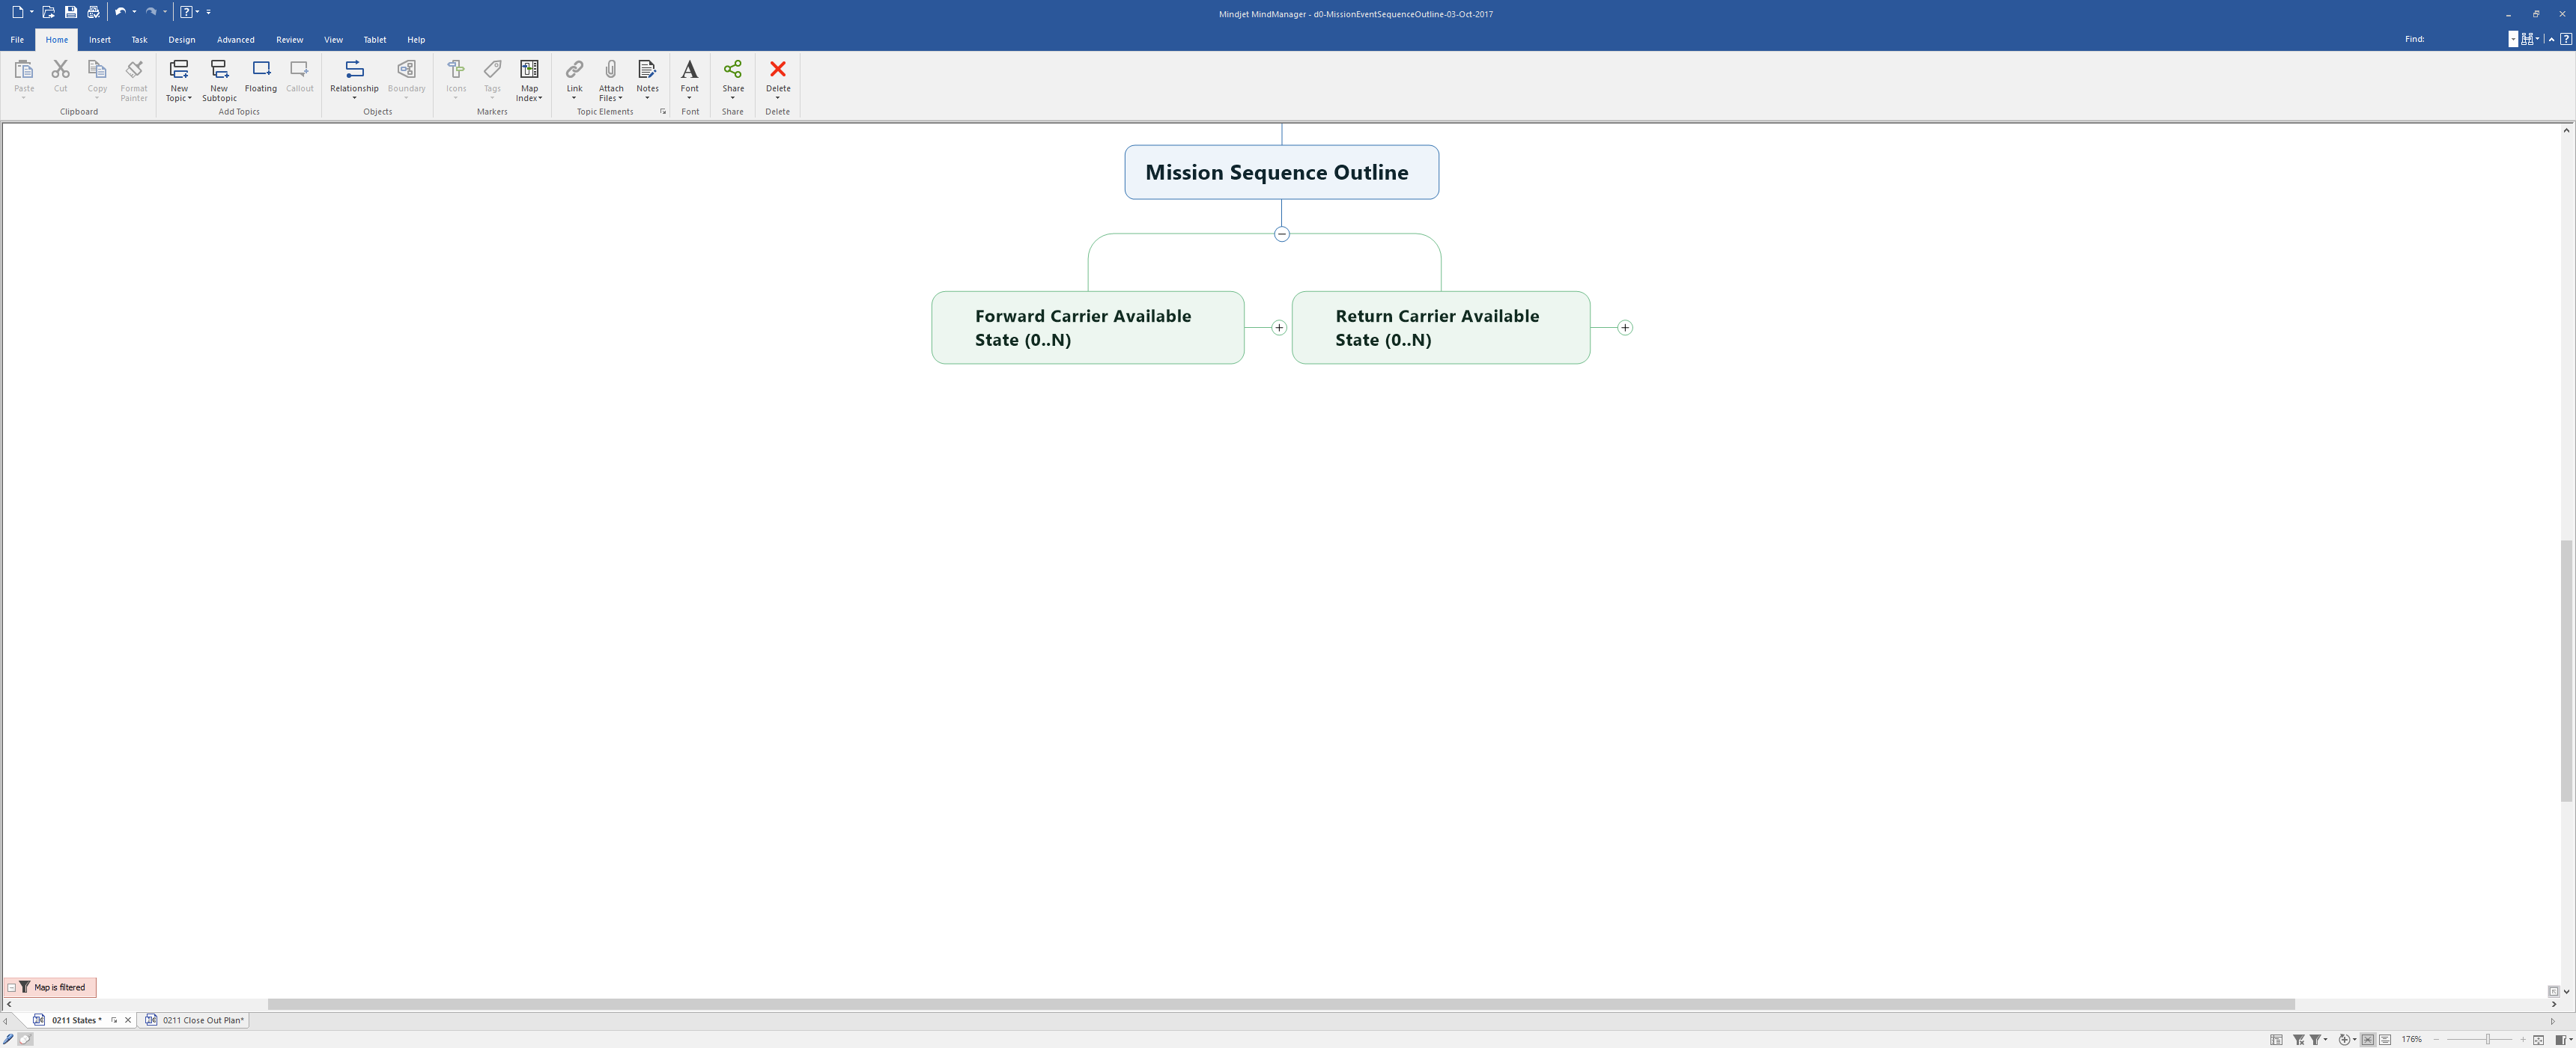 Mindjet MindManager - d0-MissionEventSequenceOutline-03-Oct-2017
File Home Insert Task Design Advanced Review View Tablet Help Find:
Paste Cut Copy Format Painter
Clipboard
New Topic New Subtopic Floating Callout
Add Topics
Relationship Boundary
Objects
Icons Tags Map Index
Markers
Link Attach Files Notes
Topic Elements
Font
Font
Share
Share
Delete
Delete
Mission Sequence Outline
Forward Carrier Available
State (0..N)
Return Carrier Available
State (0..N)
Map is filtered
0211 States * 0211 Close Out Plan*
176%